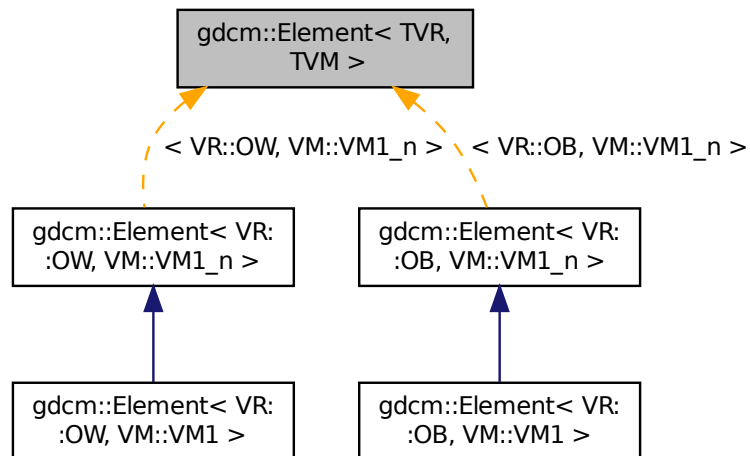 gdcm::Element< TVR,
TVM >
< VR::OW, VM::VM1_n >
< VR::OB, VM::VM1_n >
gdcm::Element< VR:
:OW, VM::VM1_n >
gdcm::Element< VR:
:OB, VM::VM1_n >
gdcm::Element< VR:
:OW, VM::VM1 >
gdcm::Element< VR:
:OB, VM::VM1 >